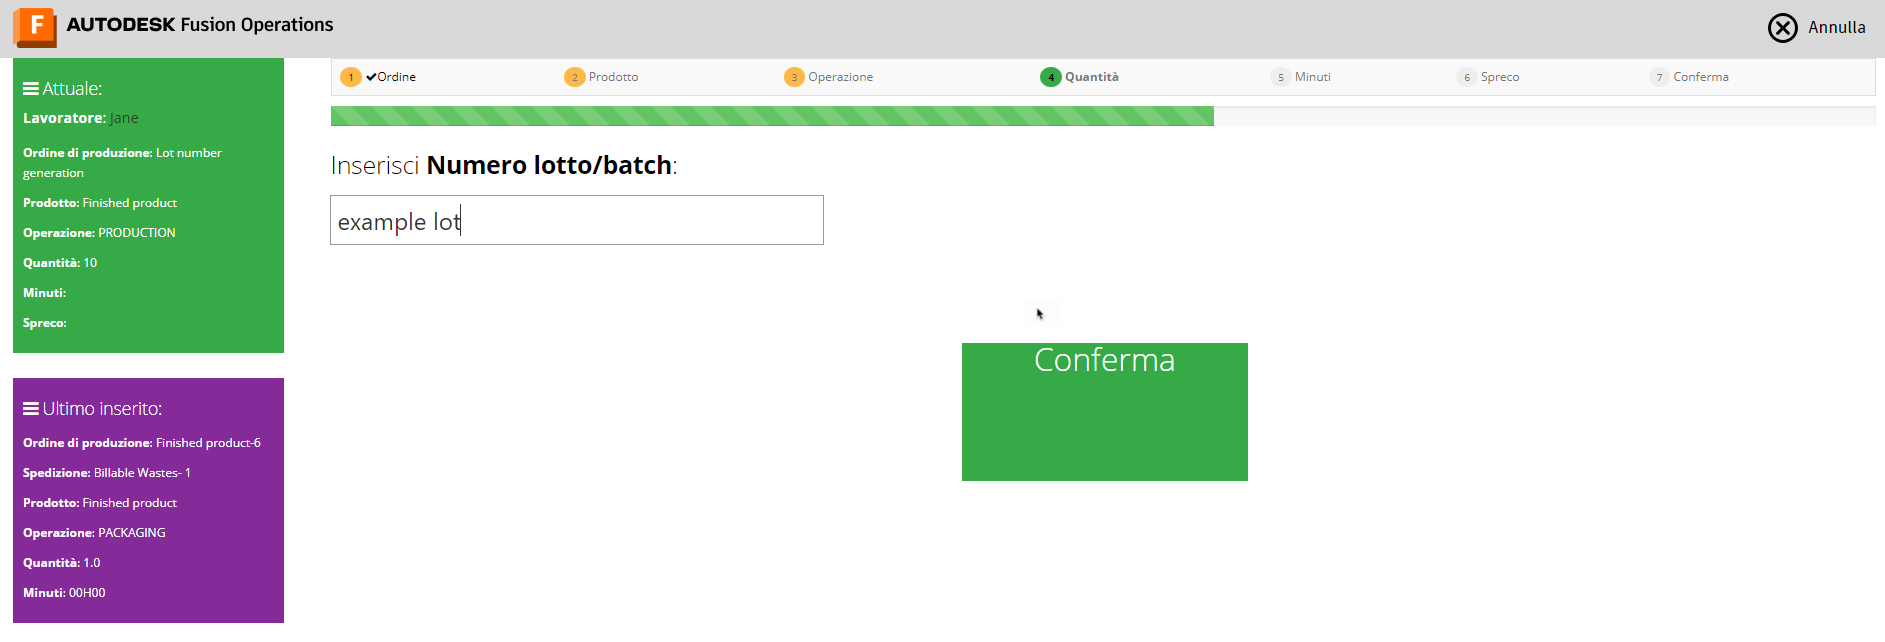 F AUTODESK Fusion Operations
Annulla
1 Ordine 2 Prodotto 3 Operazione 4 Quantità 5 Minuti 6 Spreco 7 Conferma
Attuale:
Lavoratore: Jane
Ordine di produzione: Lot number
generation
Prodotto: Finished product
Operazione: PRODUCTION
Quantità: 10
Minuti:
Spreco:
Inserisci Numero lotto/batch:
example lot
Conferma
Ultimo inserito:
Ordine di produzione: Finished product-6
Spedizione: Billable Wastes- 1
Prodotto: Finished product
Operazione: PACKAGING
Quantità: 1.0
Minuti: 00H00